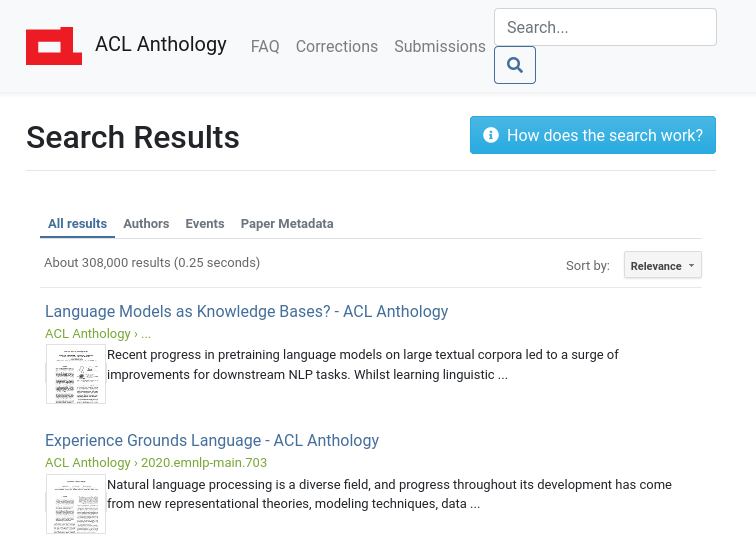 ACL Anthology FAQ Corrections Submissions Search...
Search Results
How does the search work?
All results Authors Events Paper Metadata
About 308,000 results (0.25 seconds)
Sort by: Relevance
Language Models as Knowledge Bases? - ACL Anthology
ACL Anthology › ...
Recent progress in pretraining language models on large textual corpora led to a surge of
improvements for downstream NLP tasks. Whilst learning linguistic ...
Experience Grounds Language - ACL Anthology
ACL Anthology › 2020.emnlp-main.703
Natural language processing is a diverse field, and progress throughout its development has come
from new representational theories, modeling techniques, data ...